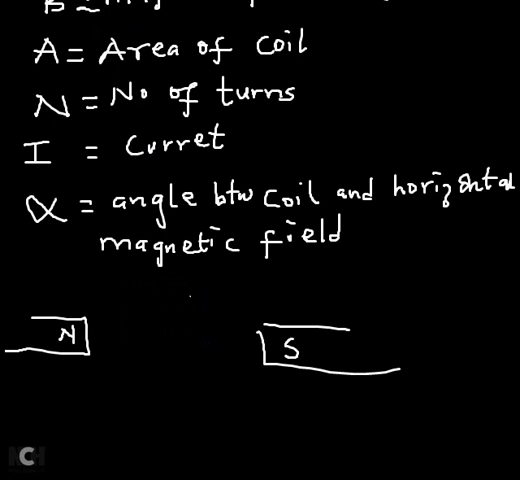 B =
A = Area of coil
N = No of turns
I = Curret
α = angle btw coil and horizontal
magnetic field
N
S
C